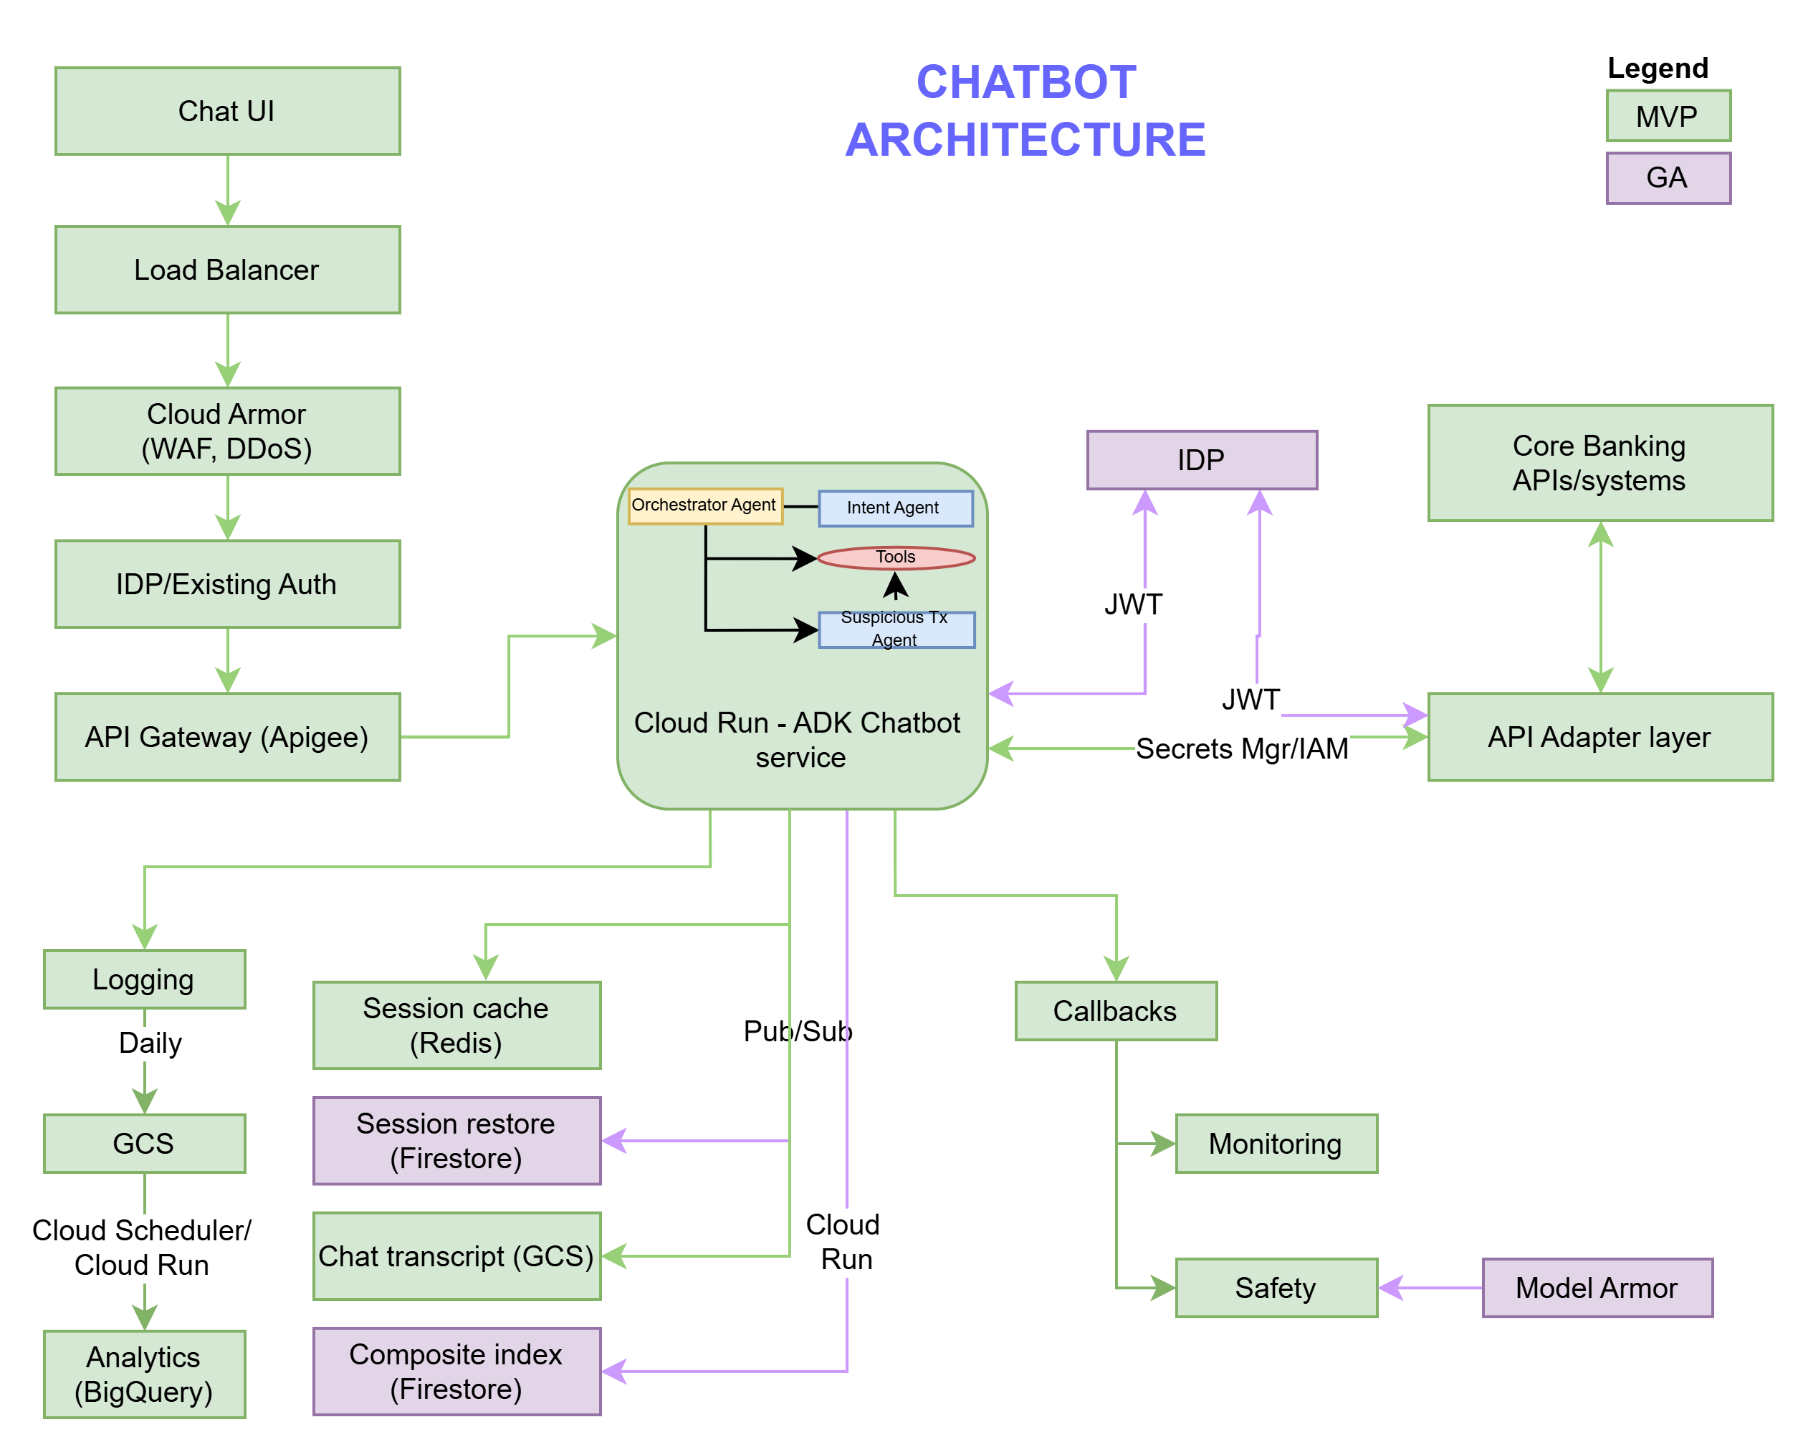 CHATBOT
ARCHITECTURE
Legend
MVP
GA
Chat UI
Load Balancer
Cloud Armor
(WAF, DDoS)
IDP/Existing Auth
API Gateway (Apigee)
Orchestrator Agent
Intent Agent
Tools
Suspicious Tx
Agent
Cloud Run - ADK Chatbot
service
IDP
JWT
JWT
Secrets Mgr/IAM
Core Banking
APIs/systems
API Adapter layer
Logging
Daily
GCS
Cloud Scheduler/
Cloud Run
Analytics
(BigQuery)
Session cache
(Redis)
Pub/Sub
Session restore
(Firestore)
Chat transcript (GCS)
Cloud
Run
Composite index
(Firestore)
Callbacks
Monitoring
Safety
Model Armor